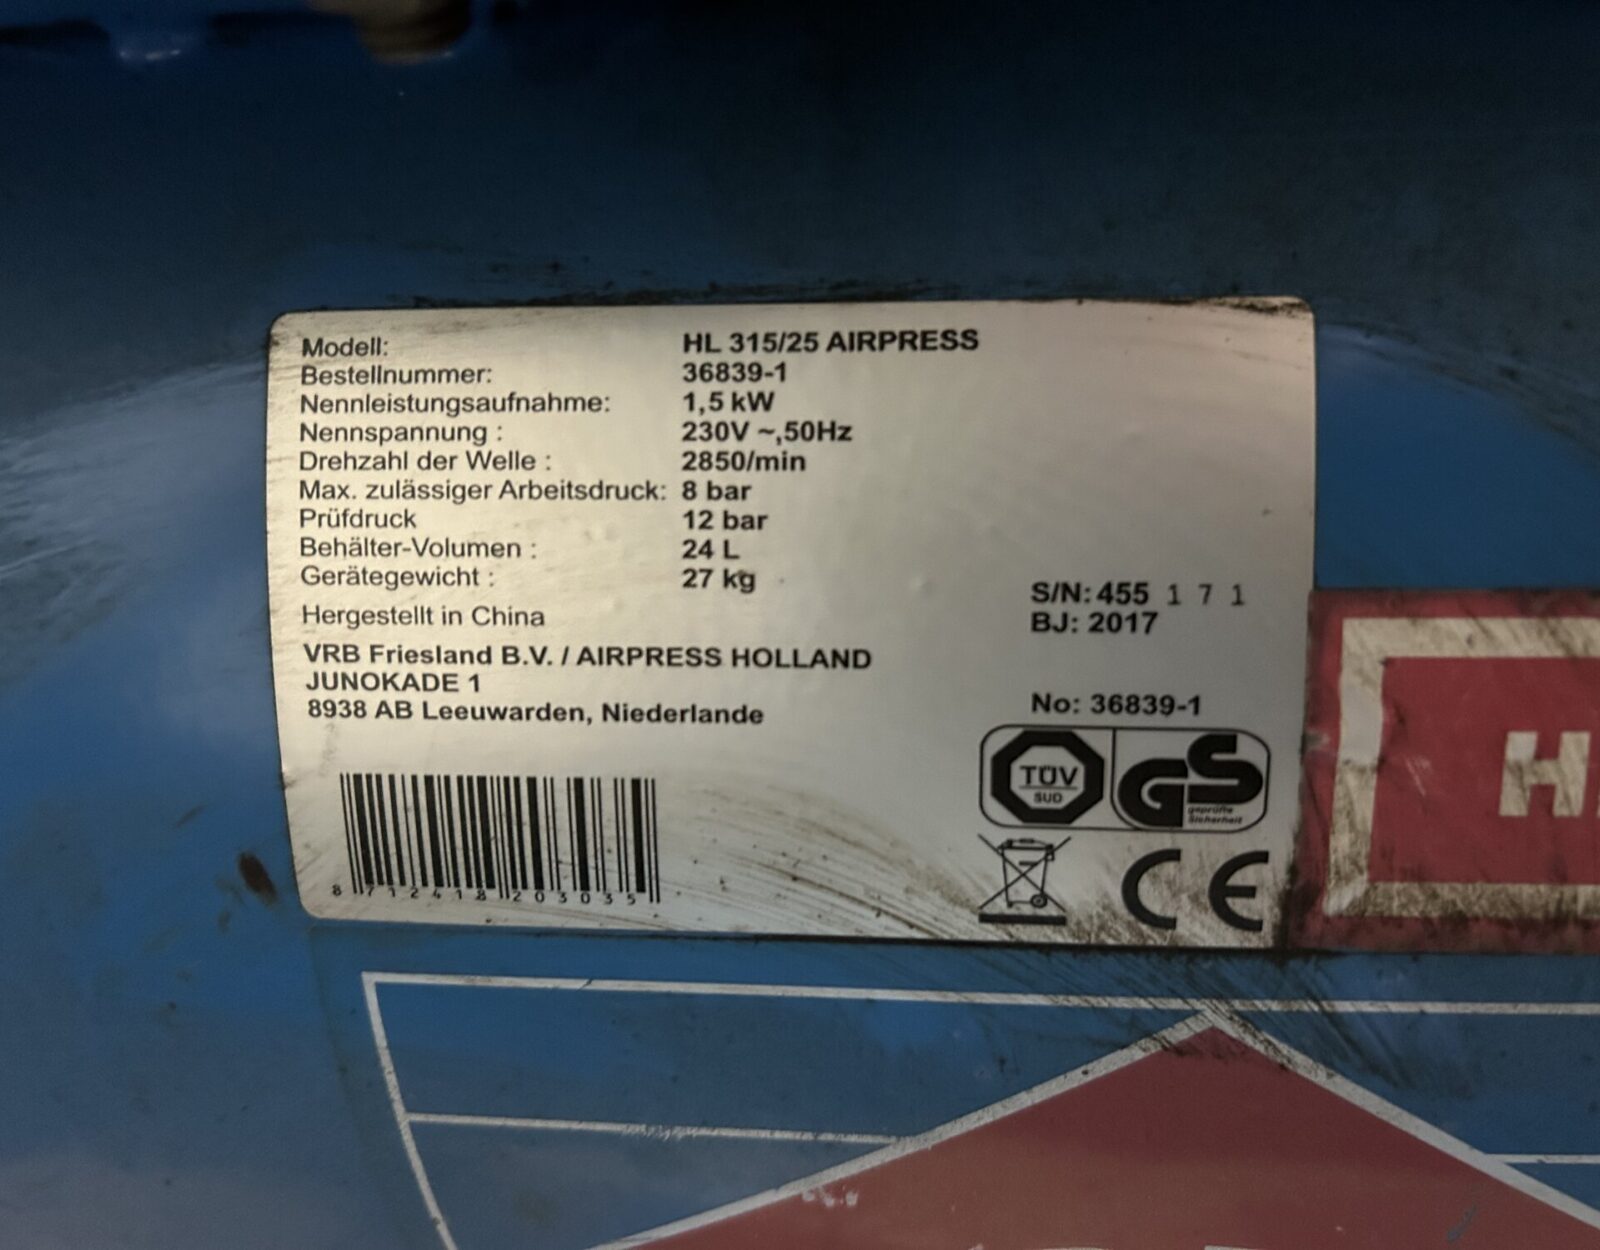 Modell: HL 315/25 AIRPRESS
Bestellnummer: 36839-1
Nennleistungsaufnahme: 1,5 kW
Nennspannung : 230V ~,50Hz
Drehzahl der Welle : 2850/min
Max. zulässiger Arbeitsdruck: 8 bar
Prüfdruck 12 bar
Behälter-Volumen : 24 L
Gerätegewicht : 27 kg
Hergestellt in China
VRB Friesland B.V. / AIRPRESS HOLLAND
JUNOKADE 1
8938 AB Leeuwarden, Niederlande
S/N: 455 1 7 1
BJ: 2017
No: 36839-1
TÜV
SUD
GS
geprüfte
Sicherheit
CE
8 712418 203035
H